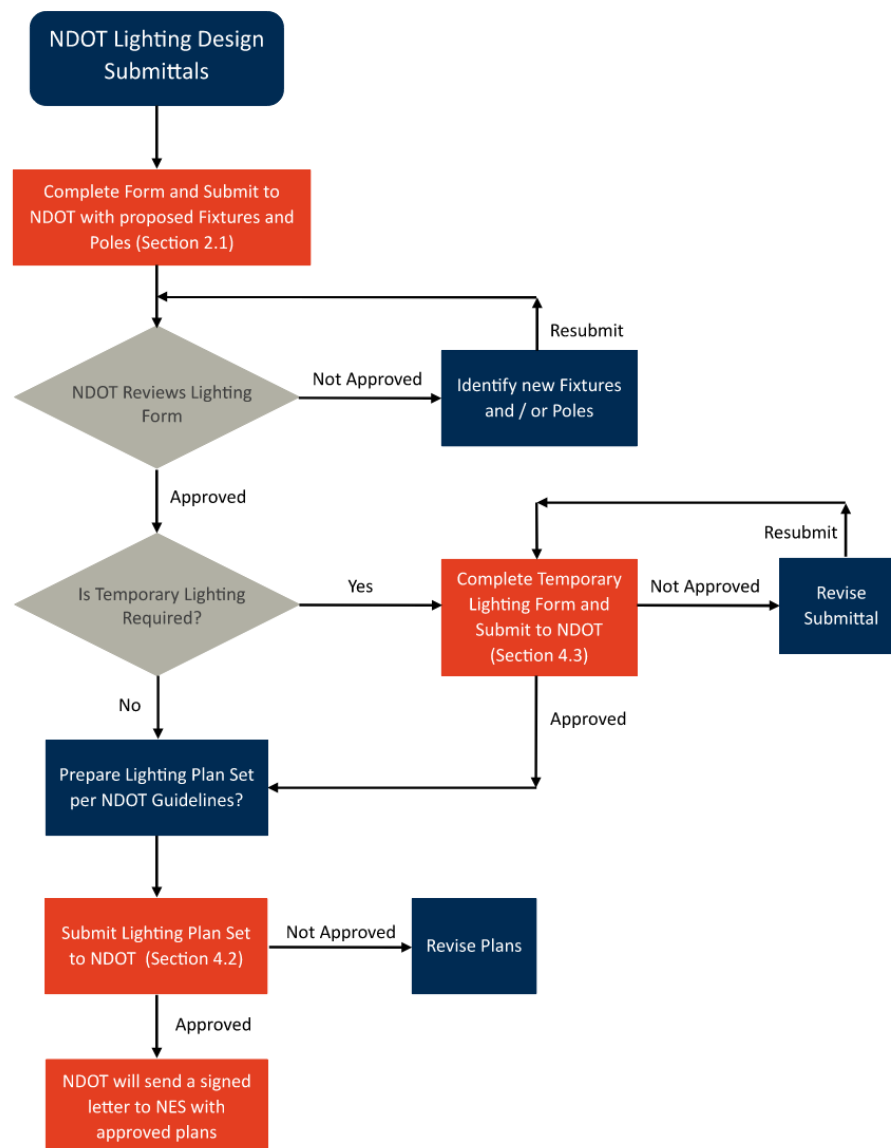 NDOT Lighting Design
Submittals
Complete Form and Submit to
NDOT with proposed Fixtures and
Poles (Section 2.1)
Resubmit
NDOT Reviews Lighting
Form
Not Approved
Identify new Fixtures
and / or Poles
Approved
Resubmit
Is Temporary Lighting
Required?
Yes
Complete Temporary
Lighting Form and
Submit to NDOT
(Section 4.3)
Not Approved
Revise
Submittal
No
Approved
Prepare Lighting Plan Set
per NDOT Guidelines?
Submit Lighting Plan Set
to NDOT (Section 4.2)
Not Approved
Revise Plans
Approved
NDOT will send a signed
letter to NES with
approved plans